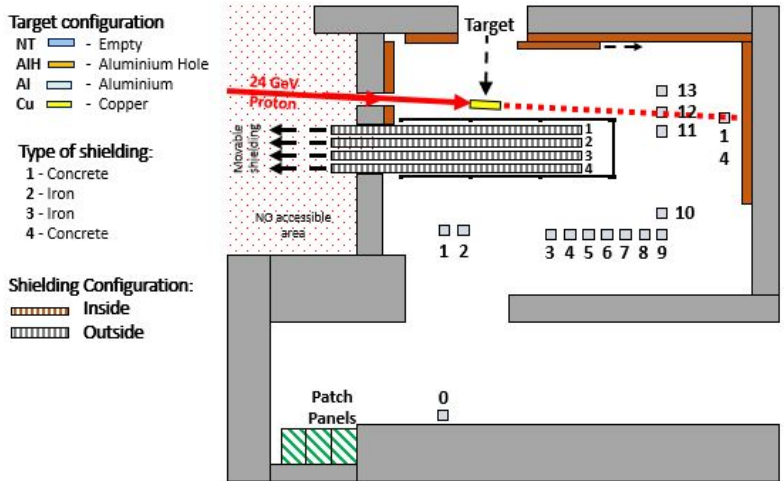 Target configuration
NT - Empty
AlH - Aluminium Hole
Al - Aluminium
Cu - Copper
Type of shielding:
1 - Concrete
2 - Iron
3 - Iron
4 - Concrete
Shielding Configuration:
Inside
Outside
Target
24 GeV
Proton
Movable
shielding
1
2
3
4
NO accessible
area
13
12
11
1
4
10
1 2 3 4 5 6 7 8 9
0
Patch
Panels